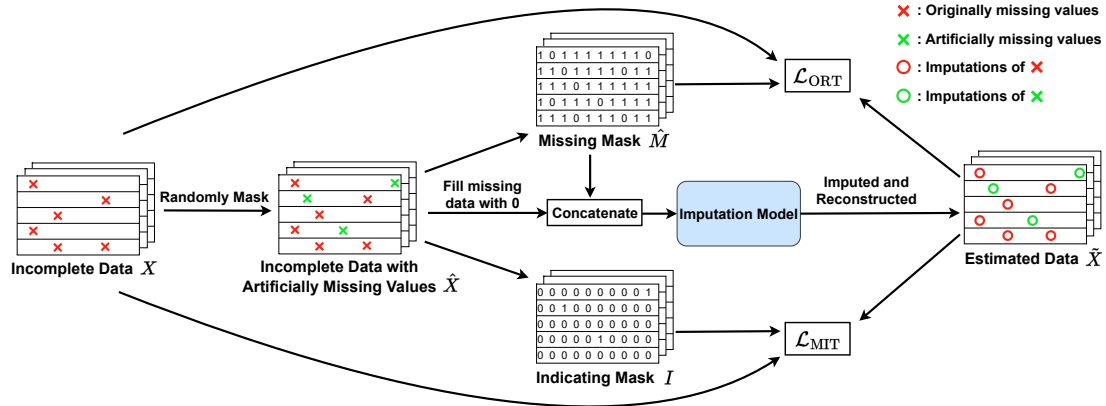 : Originally missing values
: Artificially missing values
: Imputations of
: Imputations of
1 0 1 1 1 1 1 1 1 0
1 1 0 1 1 1 1 0 1 1
1 1 1 0 1 1 1 1 1 1
1 0 1 1 1 0 1 1 1 1
1 1 1 0 1 1 0 1 1 1
Missing Mask M̂
ℒORT
Randomly Mask
Fill missing
data with 0
Concatenate
Imputation Model
Imputed and
Reconstructed
Incomplete Data X
Incomplete Data with
Artificially Missing Values X̂
Estimated Data X̃
0 0 0 0 0 0 0 0 0 1
0 0 1 0 0 0 0 0 0 0
0 0 0 0 0 0 0 0 0 0
0 0 0 0 0 1 0 0 0 0
0 0 0 0 0 0 0 0 0 0
Indicating Mask I
ℒMIT